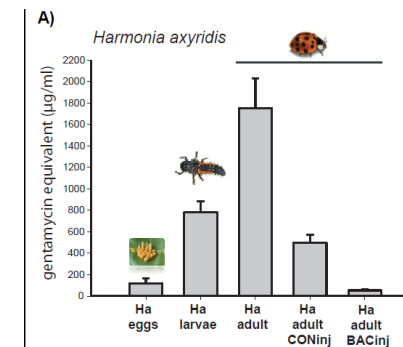 A)
Harmonia axyridis
gentamycin equivalent (µg/ml)
2200
2000
1800
1600
1400
1200
1000
800
600
400
200
0
Ha eggs
Ha larvae
Ha adult
Ha adult CONinj
Ha adult BACinj